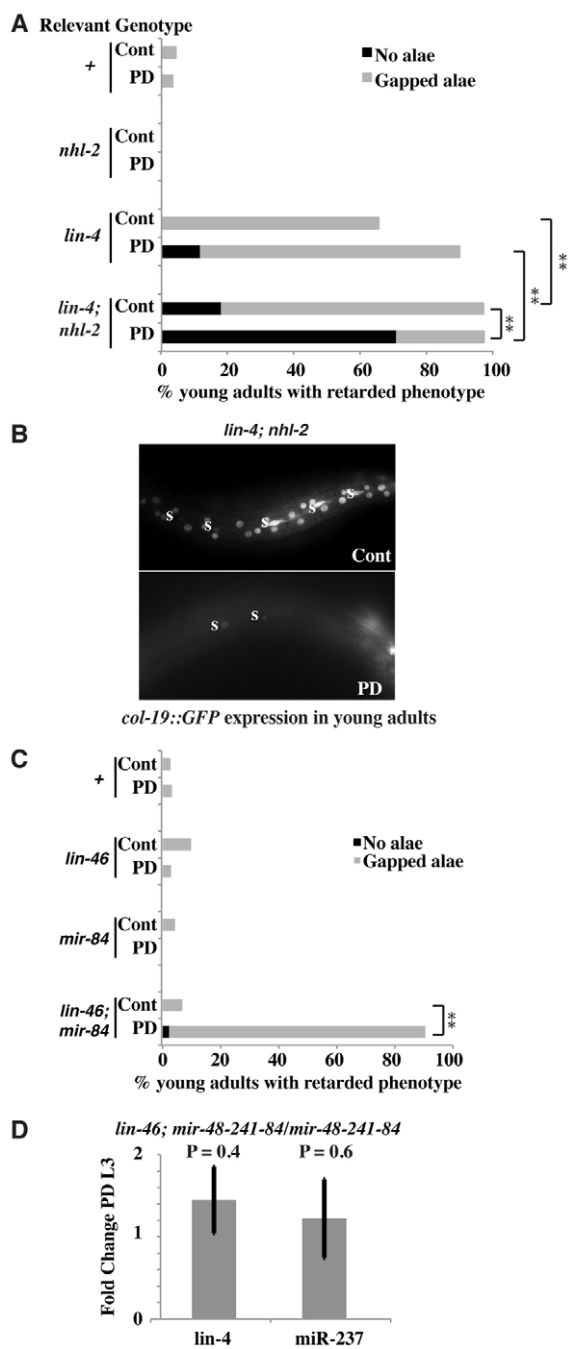 A Relevant Genotype
+ Cont
PD
No alae
Gapped alae
nhl-2 Cont
PD
lin-4 Cont
PD
lin-4; nhl-2 Cont
PD
** ** **
0 20 40 60 80 100
% young adults with retarded phenotype
B lin-4; nhl-2
s s s s s
Cont
s s
PD
col-19::GFP expression in young adults
C
+ Cont
PD
No alae
Gapped alae
lin-46 Cont
PD
mir-84 Cont
PD
lin-46; mir-84 Cont
PD
**
0 20 40 60 80 100
% young adults with retarded phenotype
D lin-46; mir-48-241-84/mir-48-241-84
P = 0.4 P = 0.6
Fold Change PD L3
2
1
0
lin-4 miR-237